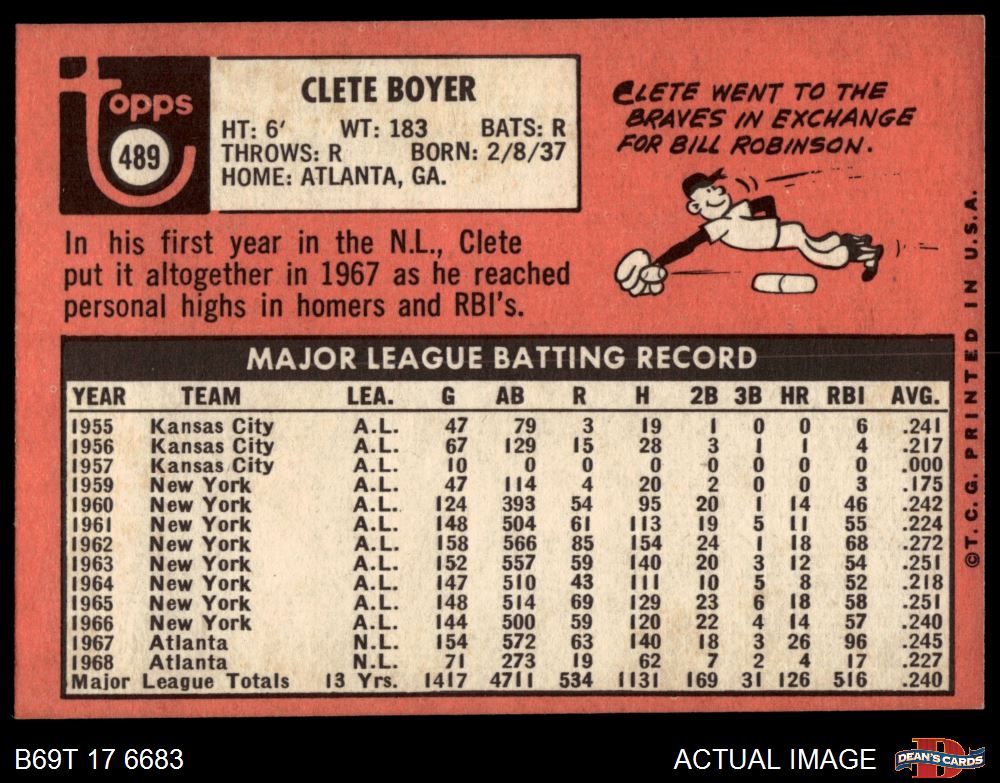 Topps
489
CLETE BOYER
HT: 6' WT: 183 BATS: R
THROWS: R BORN: 2/8/37
HOME: ATLANTA, GA.
CLETE WENT TO THE
BRAVES IN EXCHANGE
FOR BILL ROBINSON.
In his first year in the N.L., Clete
put it altogether in 1967 as he reached
personal highs in homers and RBI's.
MAJOR LEAGUE BATTING RECORD
YEAR TEAM LEA. G AB R H 2B 3B HR RBI AVG.
1955 Kansas City A.L. 47 79 3 19 1 0 0 6 .241
1956 Kansas City A.L. 67 129 15 28 3 1 1 4 .217
1957 Kansas City A.L. 10 0 0 0 0 0 0 0 .000
1959 New York A.L. 47 114 4 20 2 0 0 3 .175
1960 New York A.L. 124 393 54 95 20 1 14 46 .242
1961 New York A.L. 148 504 61 113 19 5 11 55 .224
1962 New York A.L. 158 566 85 154 24 1 18 68 .272
1963 New York A.L. 152 557 59 140 20 3 12 54 .251
1964 New York A.L. 147 510 43 111 10 5 8 52 .218
1965 New York A.L. 148 514 69 129 23 6 18 58 .251
1966 New York A.L. 144 500 59 120 22 4 14 57 .240
1967 Atlanta N.L. 154 572 63 140 18 3 26 96 .245
1968 Atlanta N.L. 71 273 19 62 7 2 4 17 .227
Major League Totals 13 Yrs. 1417 4711 534 1131 169 31 126 516 .240
©T.C.G. PRINTED IN U.S.A.
B69T 17 6683
ACTUAL IMAGE
D
DEAN'S CARDS